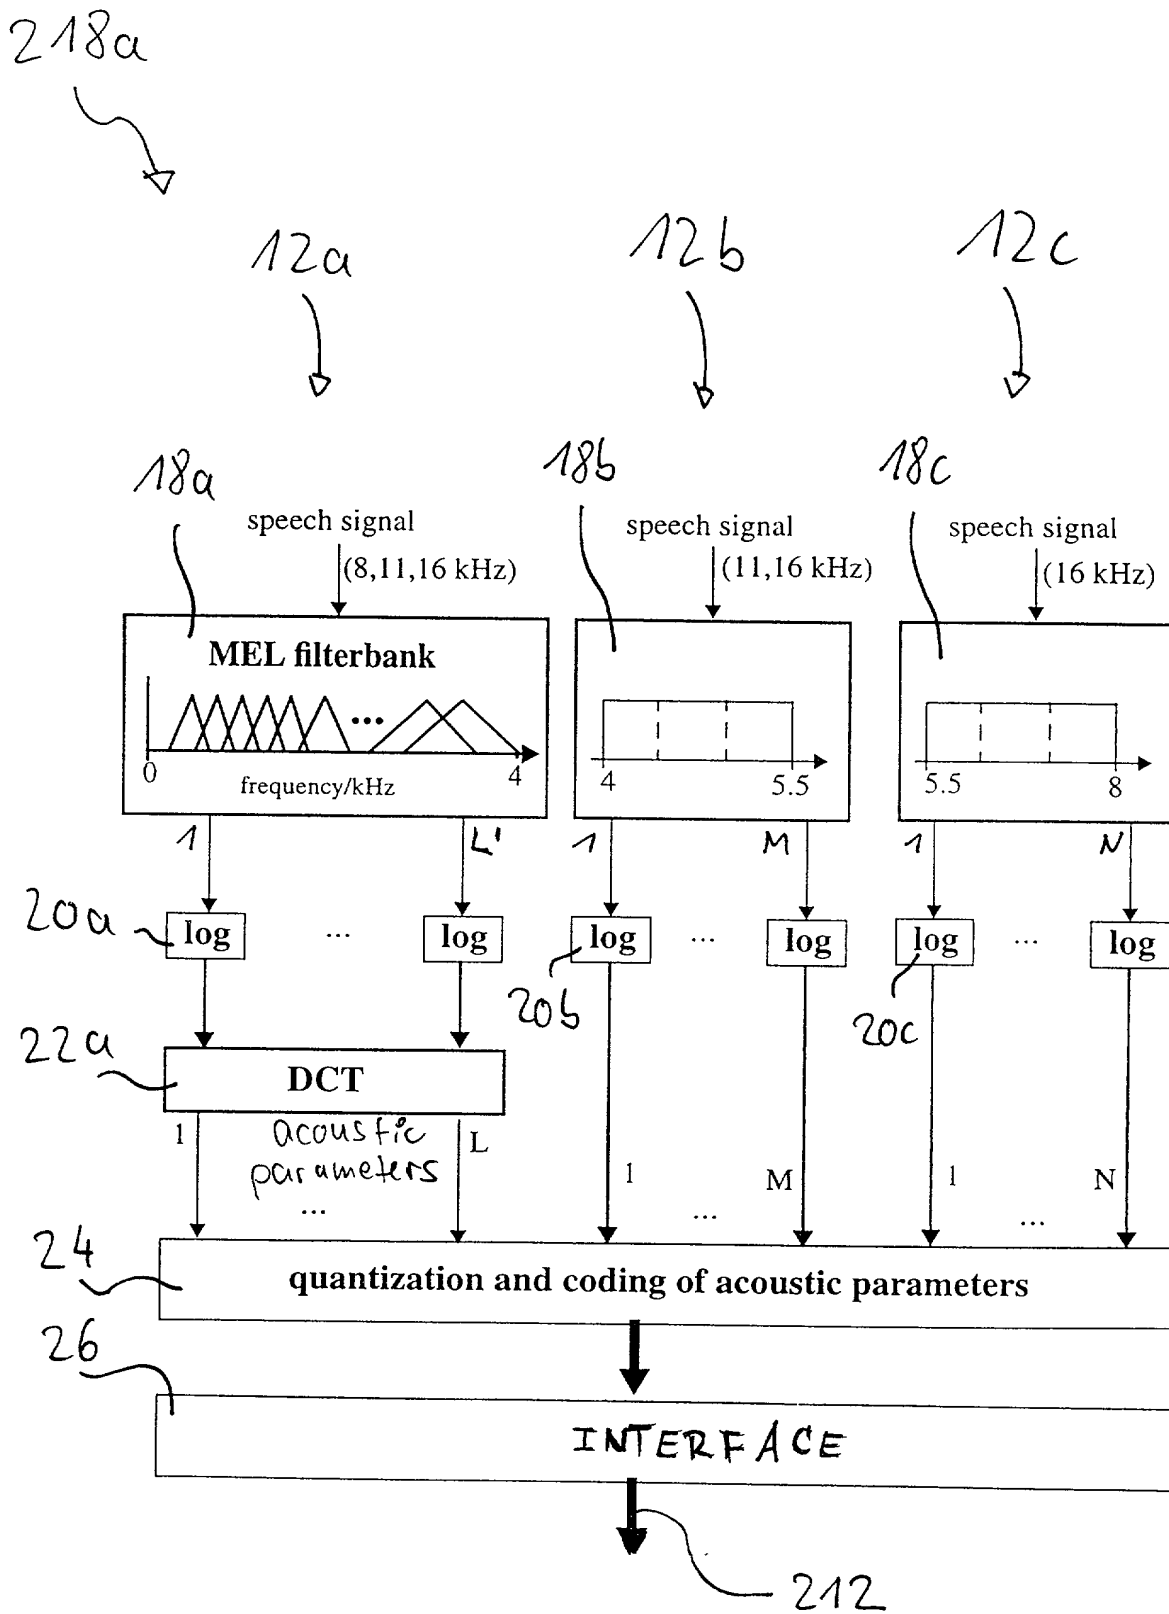 218a
12a 12b 12c
18a 18b 18c
speech signal speech signal speech signal
(8,11,16 kHz) (11,16 kHz) (16 kHz)
MEL filterbank
...
0 4 4 5.5 5.5 8
frequency/kHz
1 L' 1 M 1 N
20a log ... log log ... log log ... log
20b 20c
22a DCT
1 acoustic L
parameters 1 M 1 N
... ... ...
24 quantization and coding of acoustic parameters
26
INTERFACE
212